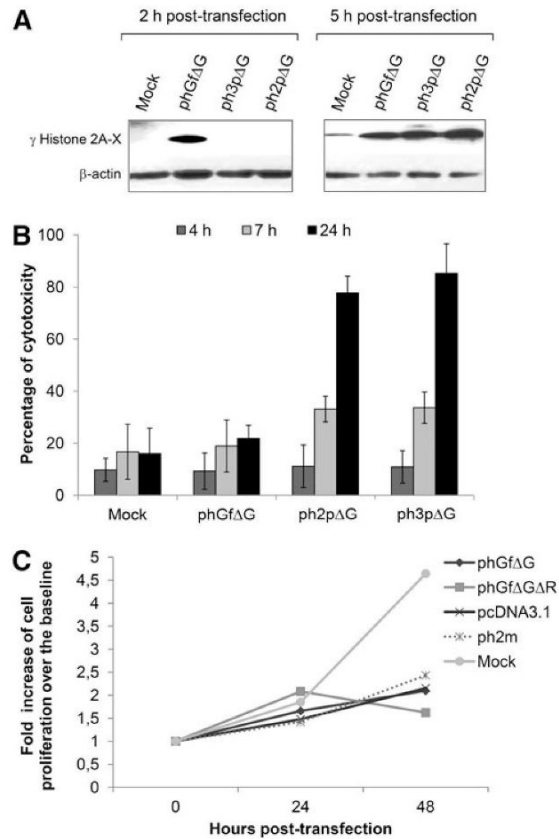 A
2 h post-transfection
5 h post-transfection
Mock
phGfΔG
ph3pΔG
ph2pΔG
Mock
phGfΔG
ph3pΔG
ph2pΔG
γ Histone 2A-X
β-actin
B
4 h 7 h 24 h
Percentage of cytotoxicity
100
80
60
40
20
0
Mock phGfΔG ph2pΔG ph3pΔG
C
Fold increase of cell
proliferation over the baseline
5
4,5
4
3,5
3
2,5
2
1,5
1
0,5
0
phGfΔG
phGfΔGΔR
pcDNA3.1
ph2m
Mock
0 24 48
Hours post-transfection